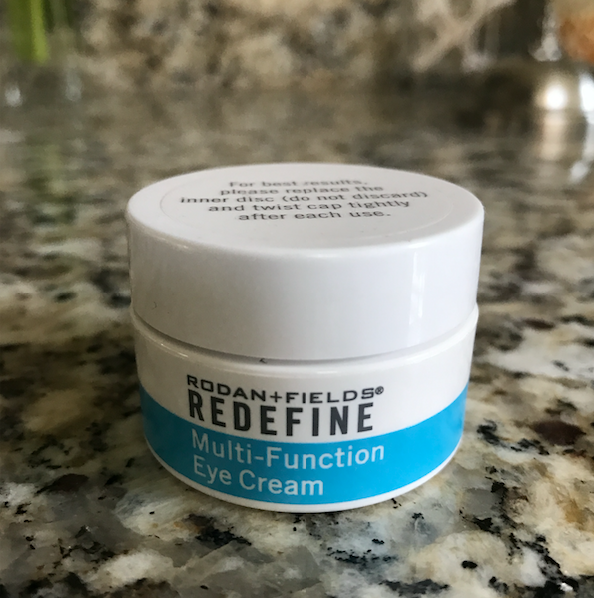 For best results,
please replace the
inner disc (do not discard)
and twist cap tightly
after each use.
RODAN+FIELDS®
REDEFINE
Multi-Function
Eye Cream